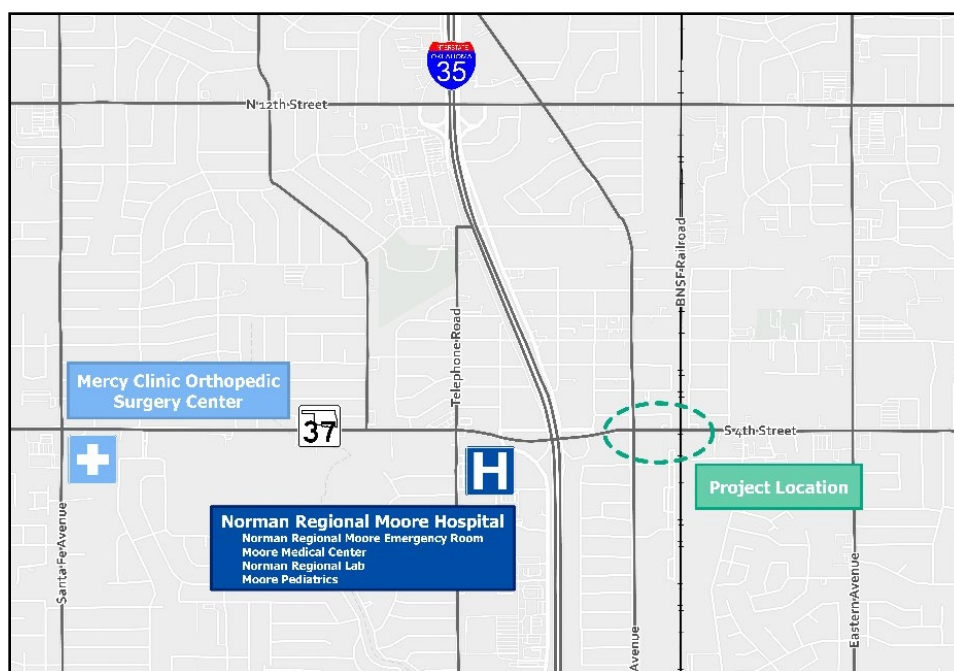 INTERSTATE
OKLAHOMA
35
N 12th Street
BNSF Railroad
Telephone Road
Mercy Clinic Orthopedic
Surgery Center
37
S 4th Street
H
Project Location
Norman Regional Moore Hospital
Norman Regional Moore Emergency Room
Moore Medical Center
Norman Regional Lab
Moore Pediatrics
Santa Fe Avenue
Avenue
Eastern Avenue